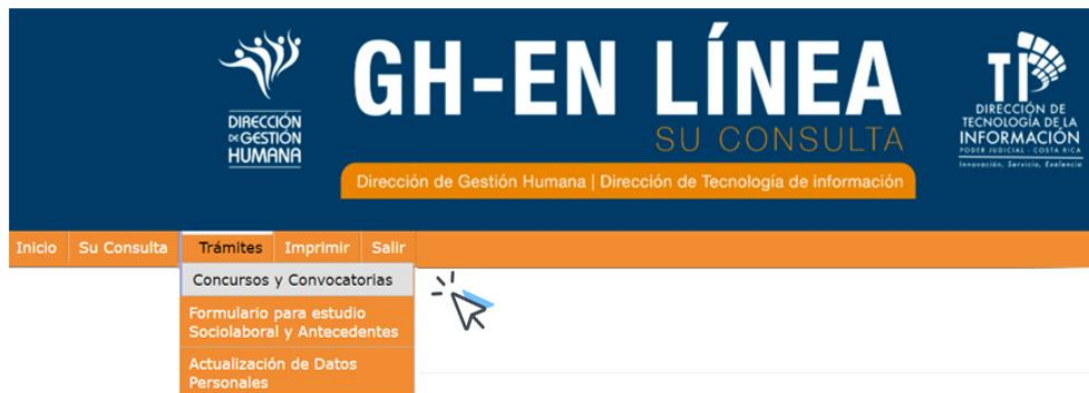 DIRECCIÓN
DE GESTIÓN
HUMANA
GH-EN LÍNEA
SU CONSULTA
Dirección de Gestión Humana | Dirección de Tecnología de información
TI
DIRECCIÓN DE
TECNOLOGÍA DE LA
INFORMACIÓN
PODER JUDICIAL - COSTA RICA
Innovación, Servicio, Exelencia
Inicio Su Consulta Trámites Imprimir Salir
Concursos y Convocatorias
Formulario para estudio
Sociolaboral y Antecedentes
Actualización de Datos
Personales